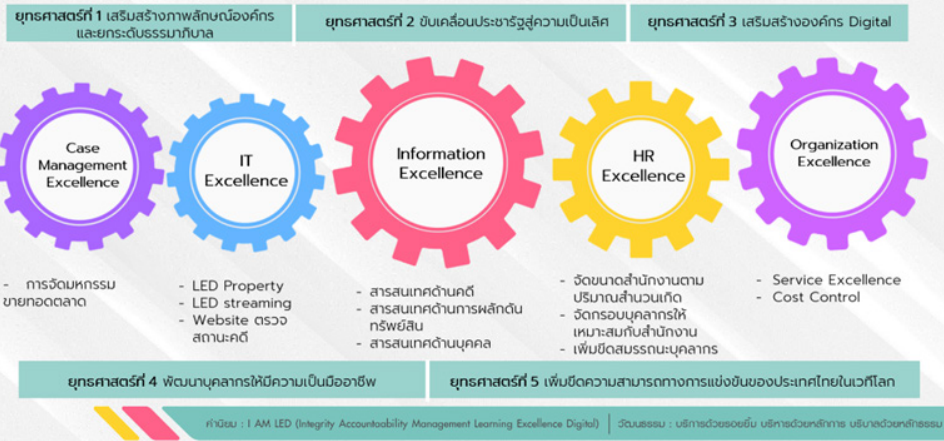 ยุทธศาสตร์ที่ 1 เสริมสร้างภาพลักษณ์องค์กร
และยกระดับธรรมาภิบาล
ยุทธศาสตร์ที่ 2 ขับเคลื่อนประชารัฐสู่ความเป็นเลิศ
ยุทธศาสตร์ที่ 3 เสริมสร้างองค์กร Digital
Case
Management
Excellence
- การจัดมหกรรม
ขายทอดตลาด
IT
Excellence
- LED Property
- LED streaming
- Website ตรวจ
สถานะคดี
Information
Excellence
- สารสนเทศด้านคดี
- สารสนเทศด้านการผลักดัน
ทรัพย์สิน
- สารสนเทศด้านบุคคล
HR
Excellence
- จัดขนาดสำนักงานตาม
ปริมาณสำนวนเกิด
- จัดกรอบบุคลากรให้
เหมาะสมกับสำนักงาน
- เพิ่มขีดสมรรถนะบุคลากร
Organization
Excellence
- Service Excellence
- Cost Control
ยุทธศาสตร์ที่ 4 พัฒนาบุคลากรให้มีความเป็นมืออาชีพ
ยุทธศาสตร์ที่ 5 เพิ่มขีดความสามารถทางการแข่งขันของประเทศไทยในเวทีโลก
ค่านิยม : I AM LED (Integrity Accountaability Management Learning Excellence Digital)
วัฒนธรรม : บริการด้วยรอยยิ้ม บริหารด้วยหลักการ บริบาลด้วยหลักธรรม